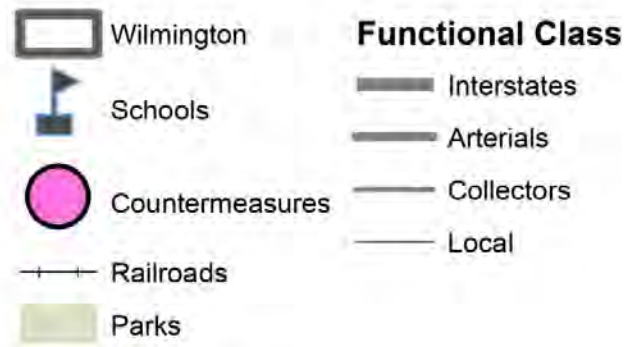 Wilmington
Schools
Countermeasures
Railroads
Parks
Functional Class
Interstates
Arterials
Collectors
Local